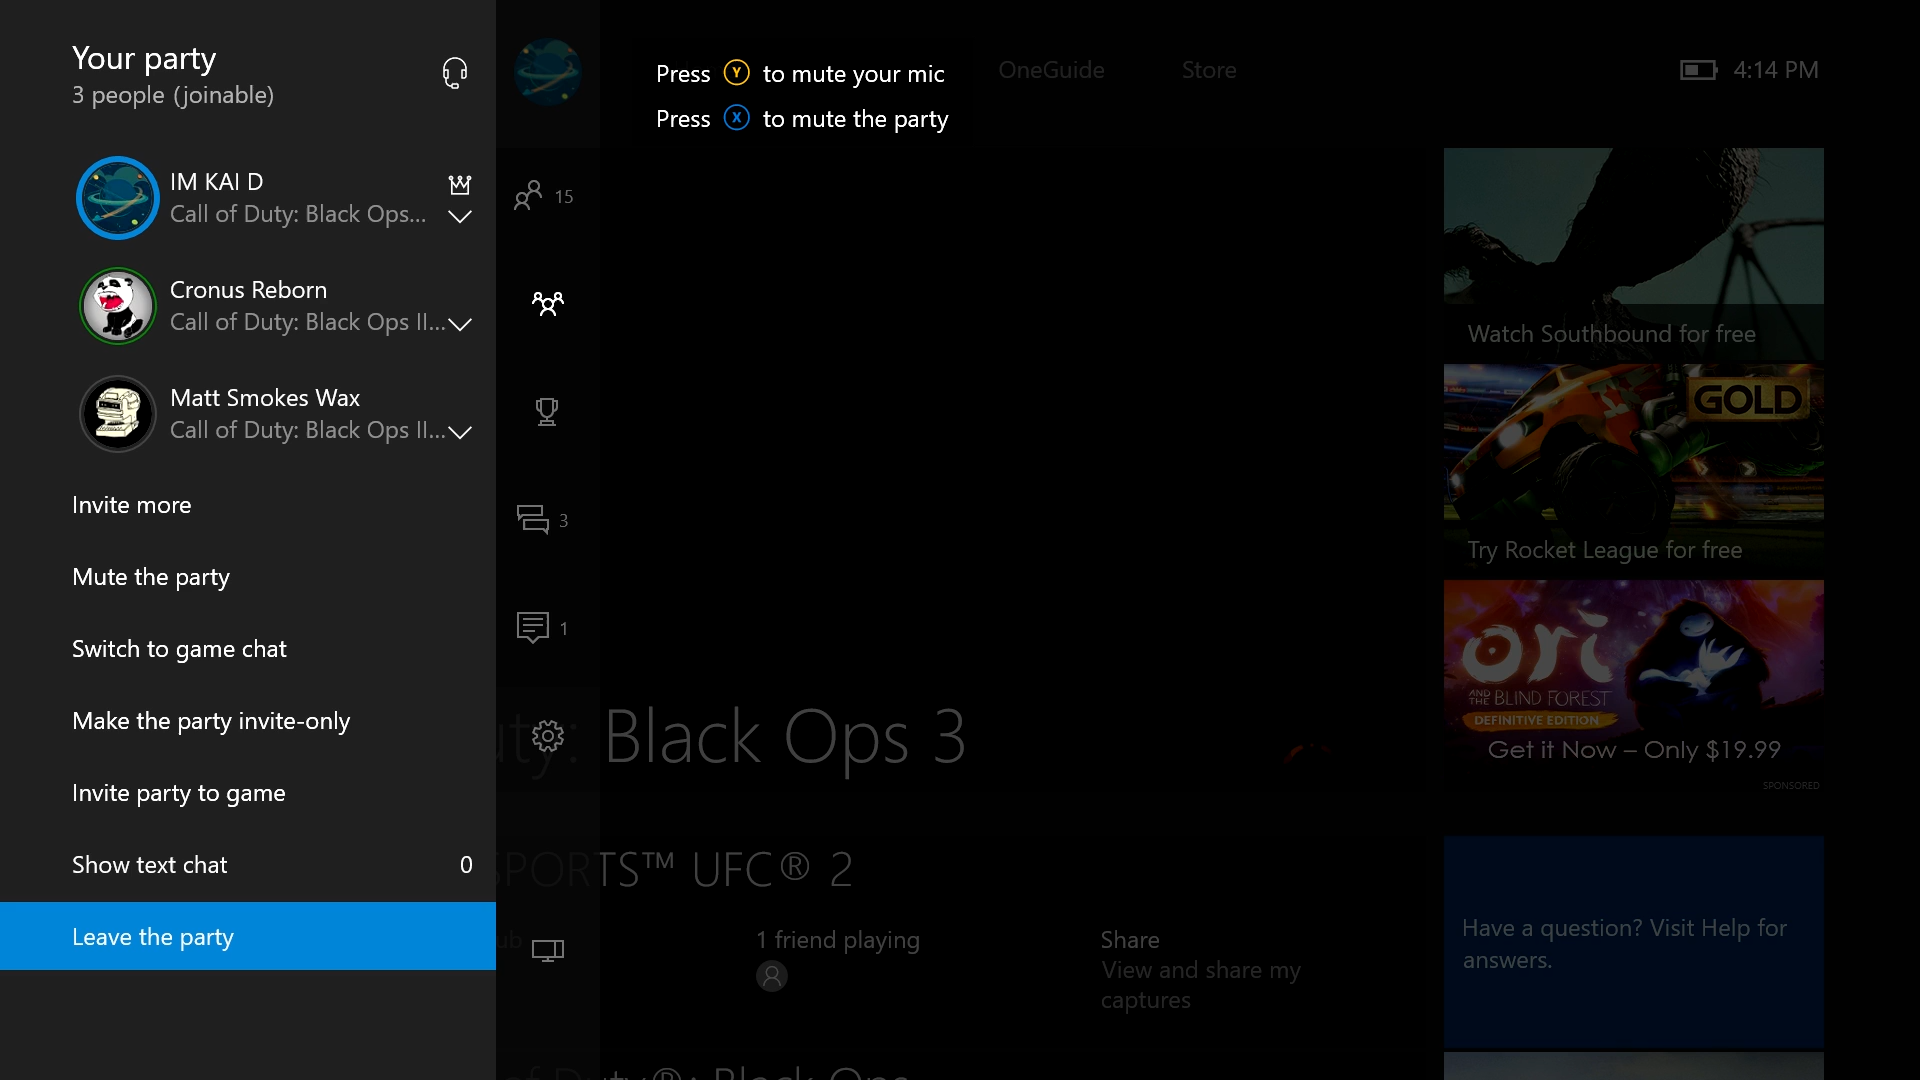 Your party
3 people (joinable)
IM KAI D
Call of Duty: Black Ops...
Cronus Reborn
Call of Duty: Black Ops II...
Matt Smokes Wax
Call of Duty: Black Ops II...
Invite more
Mute the party
Switch to game chat
Make the party invite-only
Invite party to game
Show text chat 0
Leave the party
15
3
1
Press Y to mute your mic
Press X to mute the party
OneGuide
Store
4:14 PM
Watch Southbound for free
GOLD
Try Rocket League for free
ori
AND THE BLIND FOREST
DEFINITIVE EDITION
Get it Now – Only $19.99
SPONSORED
uty: Black Ops 3
SPORTS™ UFC® 2
ub
1 friend playing
Share
View and share my
captures
Have a question? Visit Help for
answers.
of Duty®: Black Ops